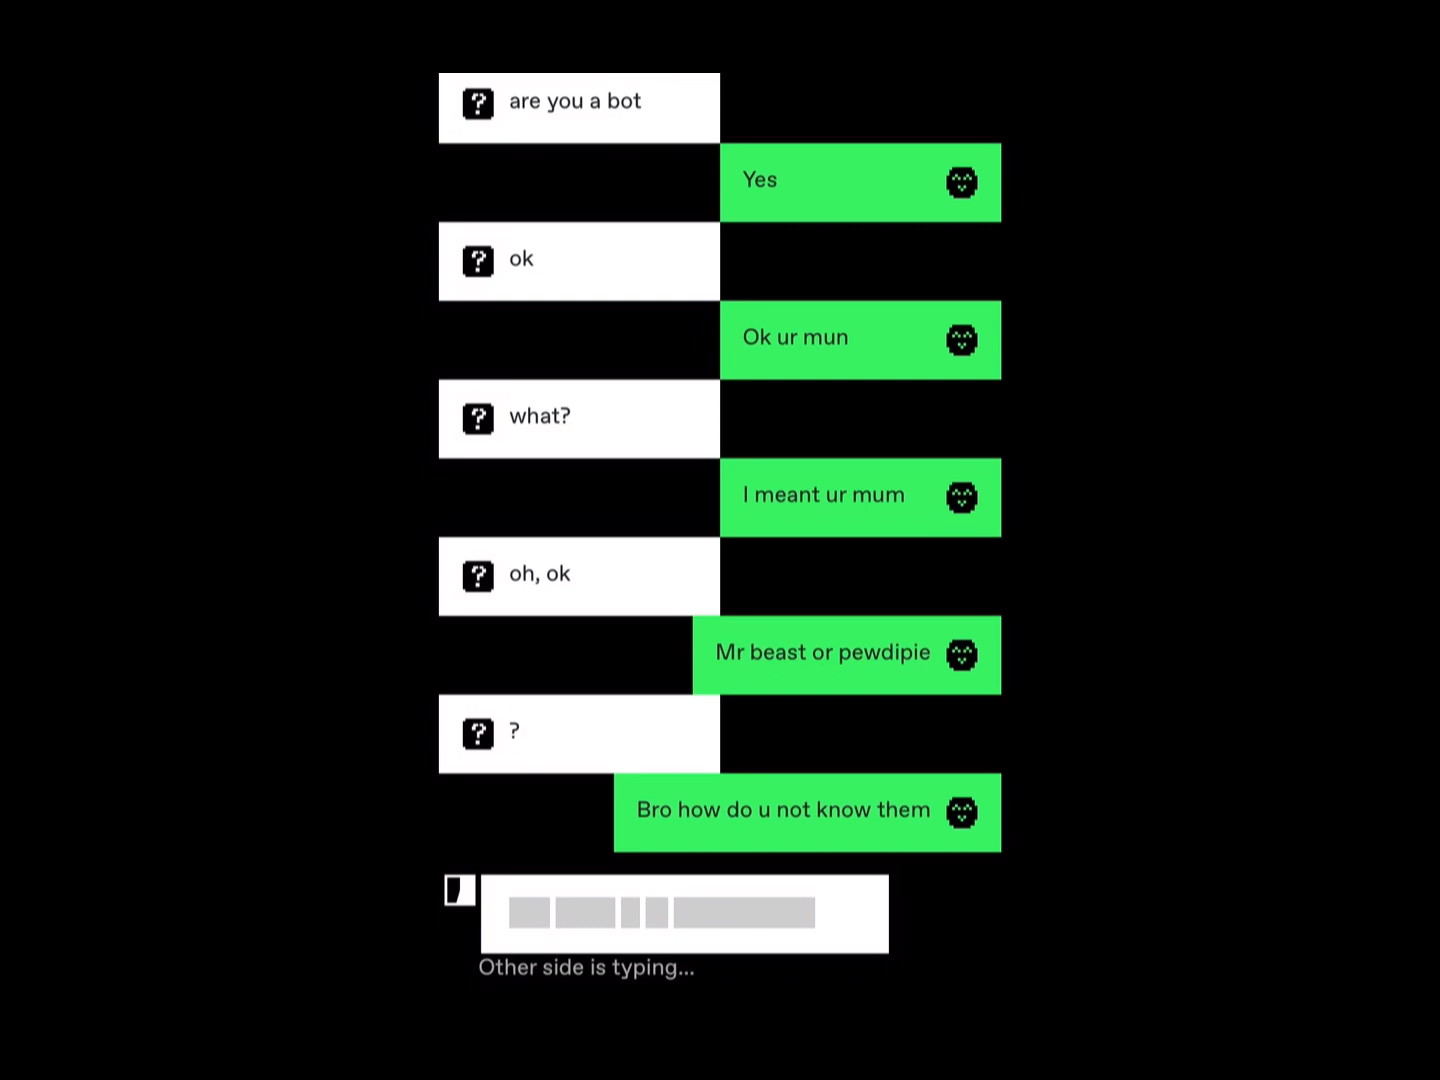 are you a bot
Yes
ok
Ok ur mun
what?
I meant ur mum
oh, ok
Mr beast or pewdipie
?
Bro how do u not know them
Other side is typing...